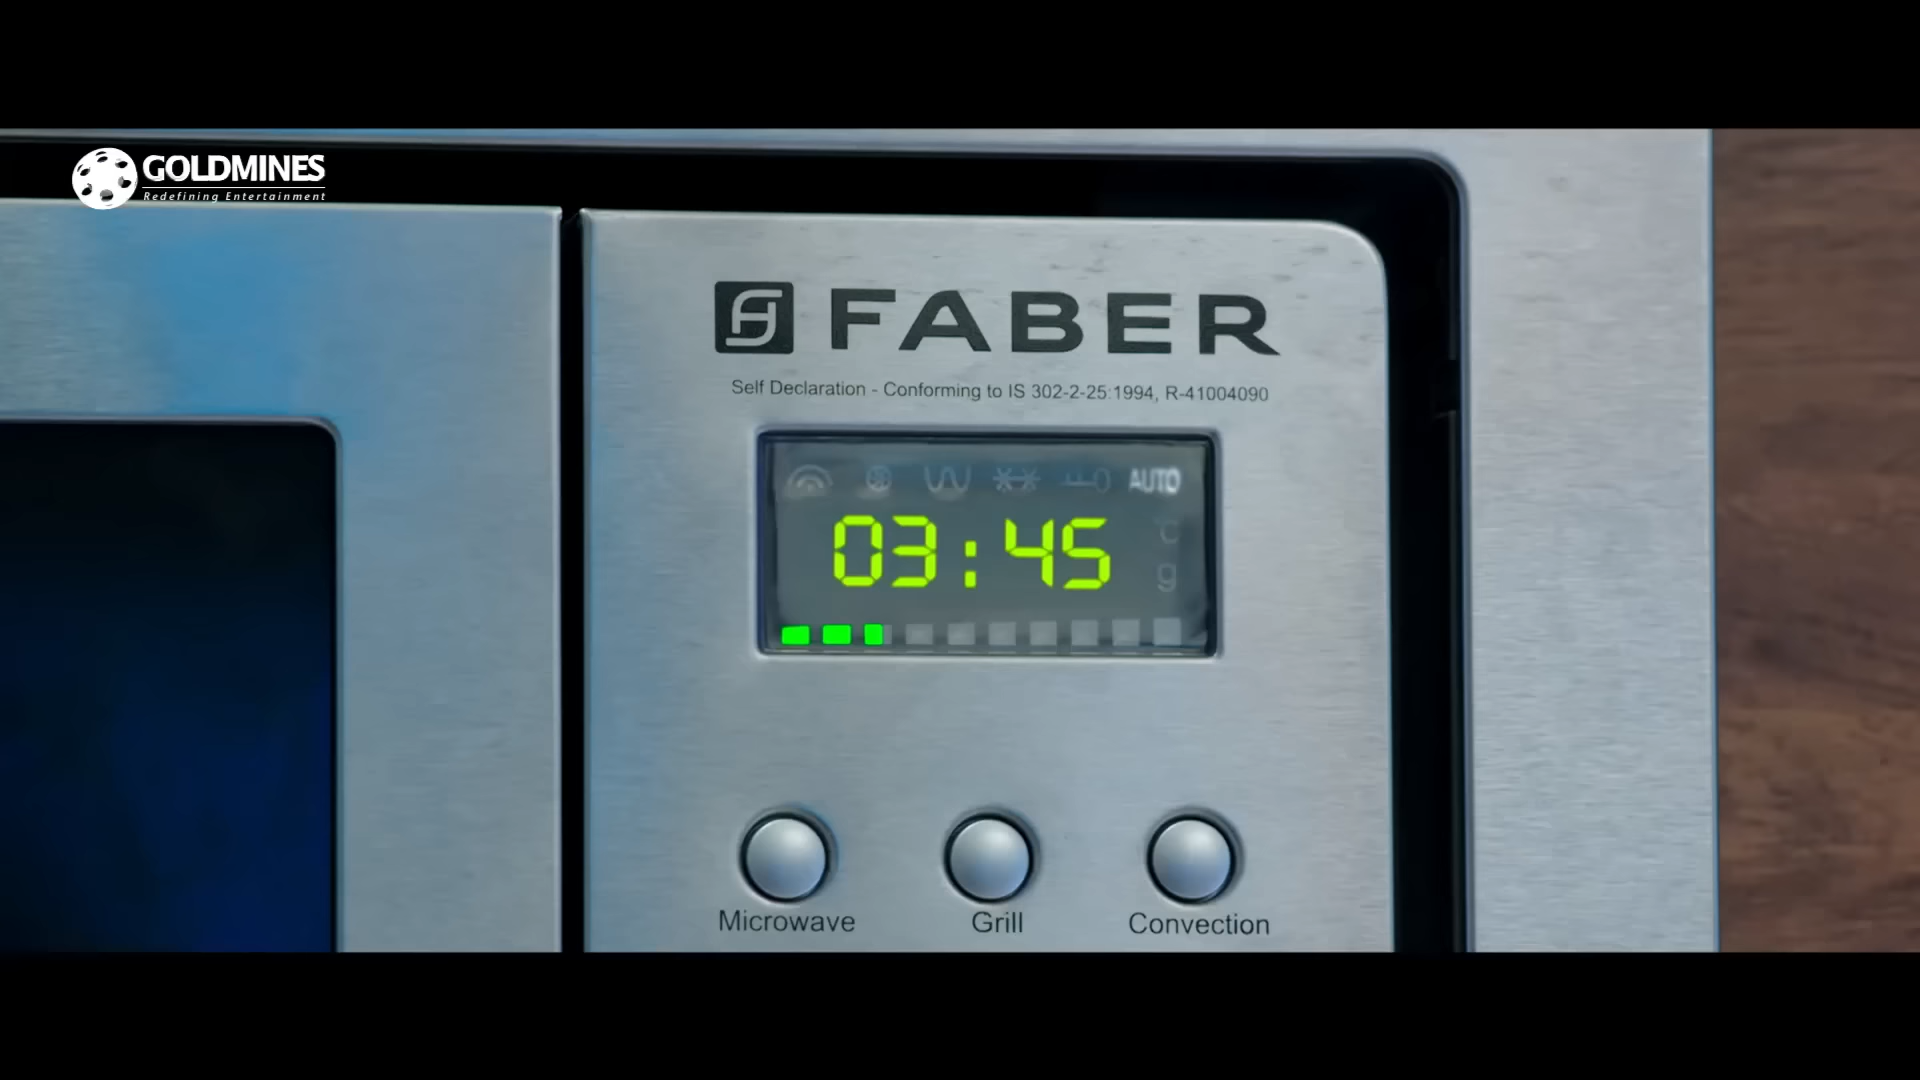 GOLDMINES
Redefining Entertainment
FABER
Self Declaration - Conforming to IS 302-2-25:1994, R-41004090
AUTO
°C
03:45
g
Microwave
Grill
Convection